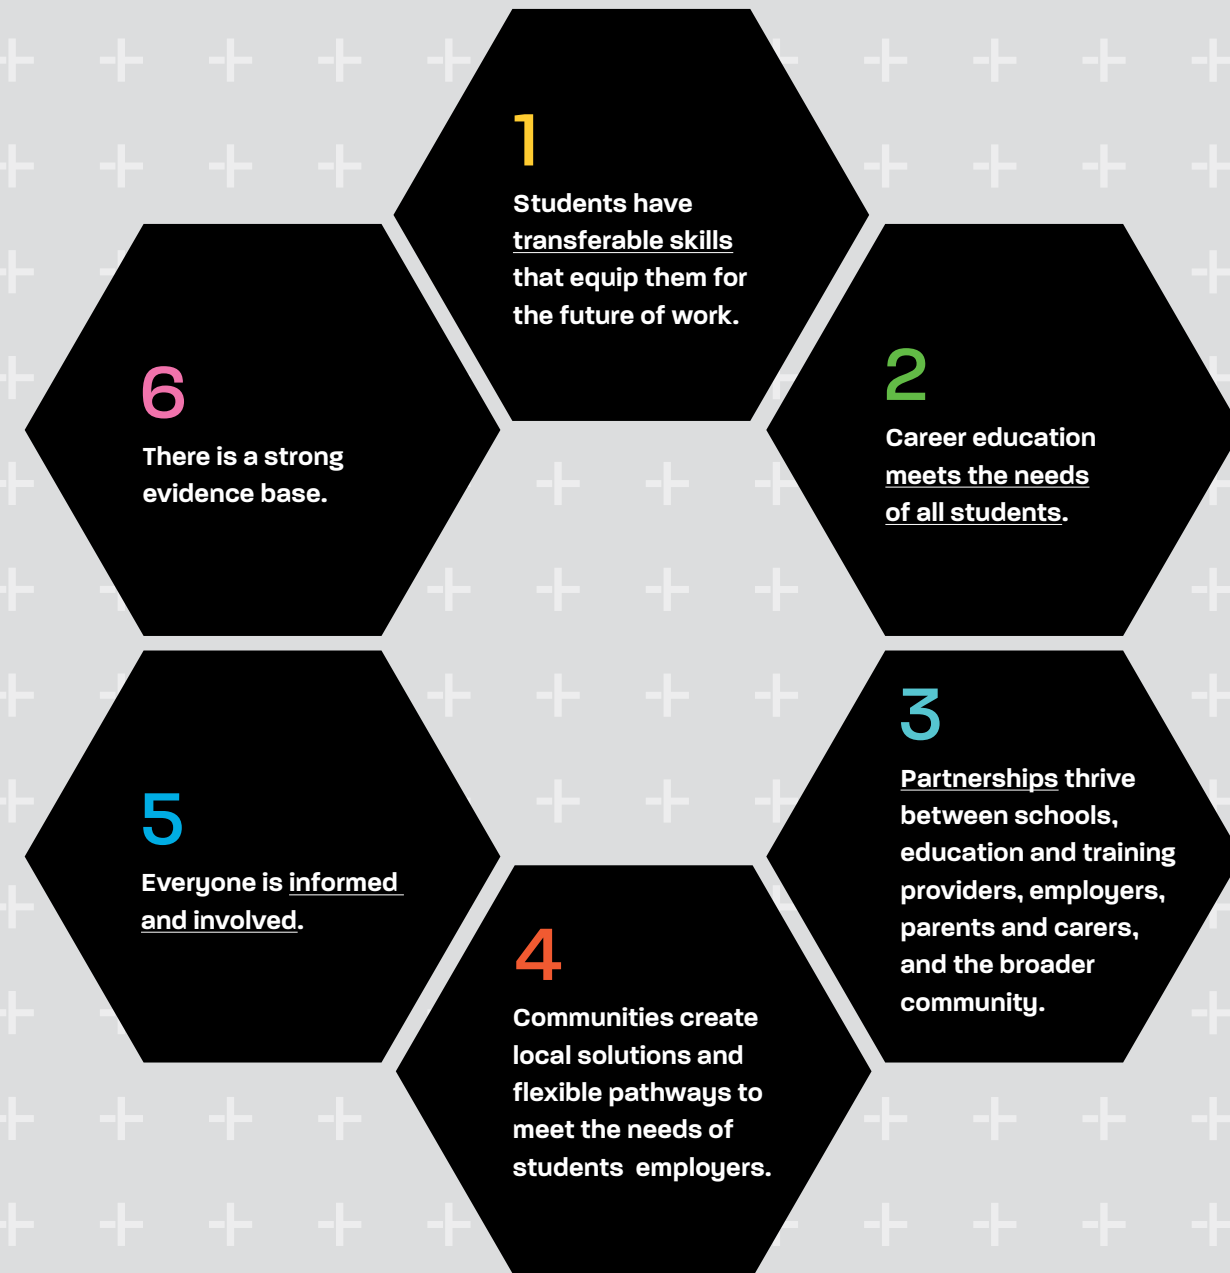 1
Students have
transferable skills
that equip them for
the future of work.
2
Career education
meets the needs
of all students.
3
Partnerships thrive
between schools,
education and training
providers, employers,
parents and carers,
and the broader
community.
4
Communities create
local solutions and
flexible pathways to
meet the needs of
students  employers.
5
Everyone is informed
and involved.
6
There is a strong
evidence base.